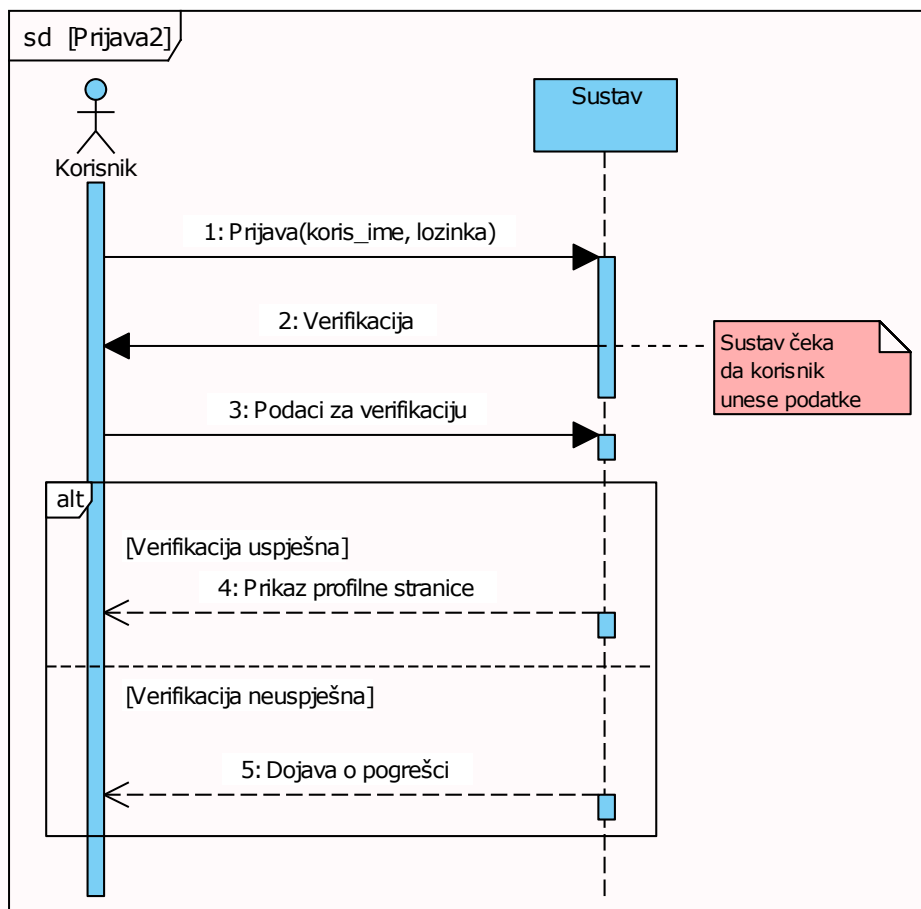 sd [Prijava2]
Sustav
Korisnik
1: Prijava(koris_ime, lozinka)
2: Verifikacija
Sustav čeka
da korisnik
unese podatke
3: Podaci za verifikaciju
alt
[Verifikacija uspješna]
4: Prikaz profilne stranice
[Verifikacija neuspješna]
5: Dojava o pogrešci